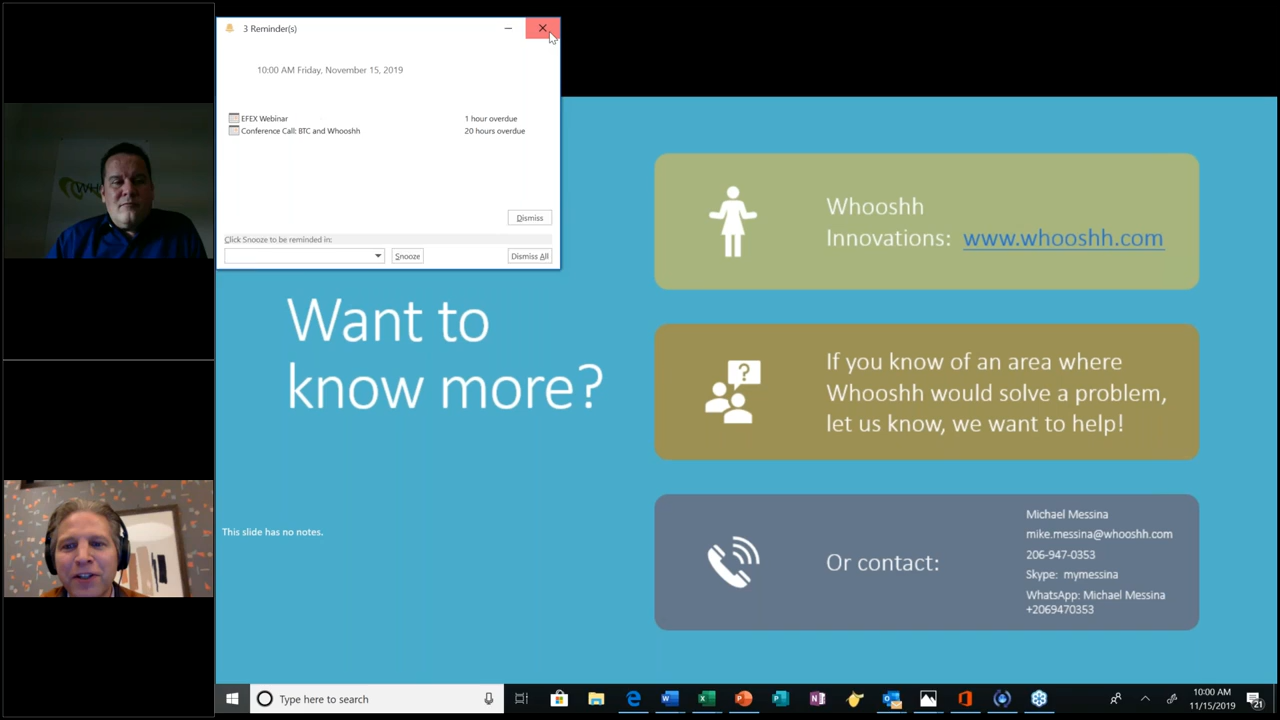 3 Reminder(s)
10:00 AM Friday, November 15, 2019
EFEX Webinar 1 hour overdue
Conference Call: BTC and Whooshh 20 hours overdue
Dismiss
Click Snooze to be reminded in:
Snooze Dismiss All
WH
Want to
know more?
Whooshh
Innovations: www.whooshh.com
If you know of an area where
Whooshh would solve a problem,
let us know, we want to help!
Or contact:
Michael Messina
mike.messina@whooshh.com
206-947-0353
Skype: mymessina
WhatsApp: Michael Messina
+2069470353
This slide has no notes.
Type here to search
10:00 AM
11/15/2019
21